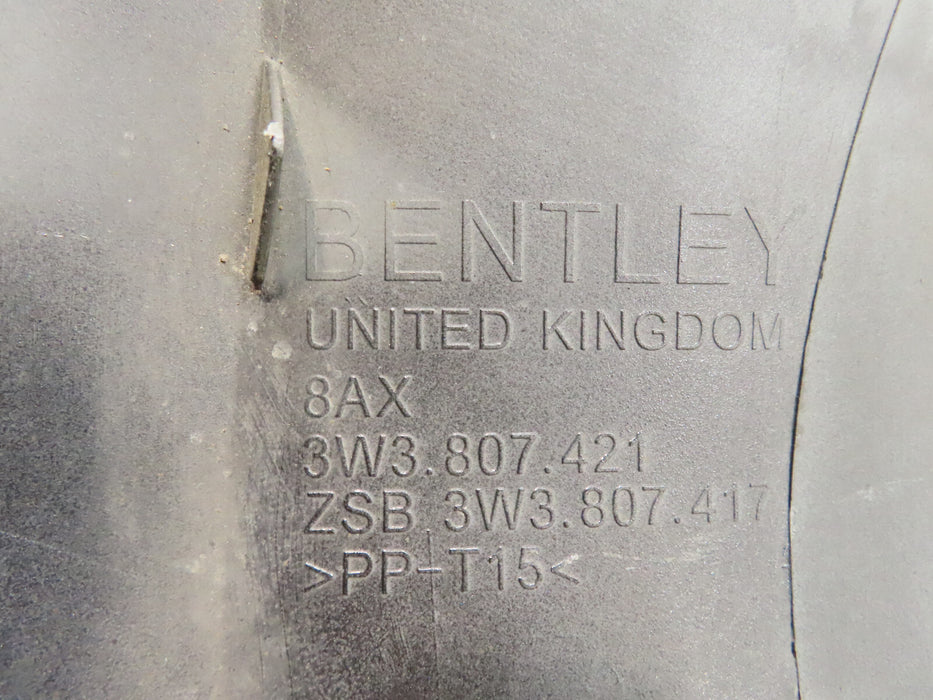 BENTLEY
UNITED KINGDOM
8AX
3W3.807.421
ZSB 3W3.807.417
>PP-T15<